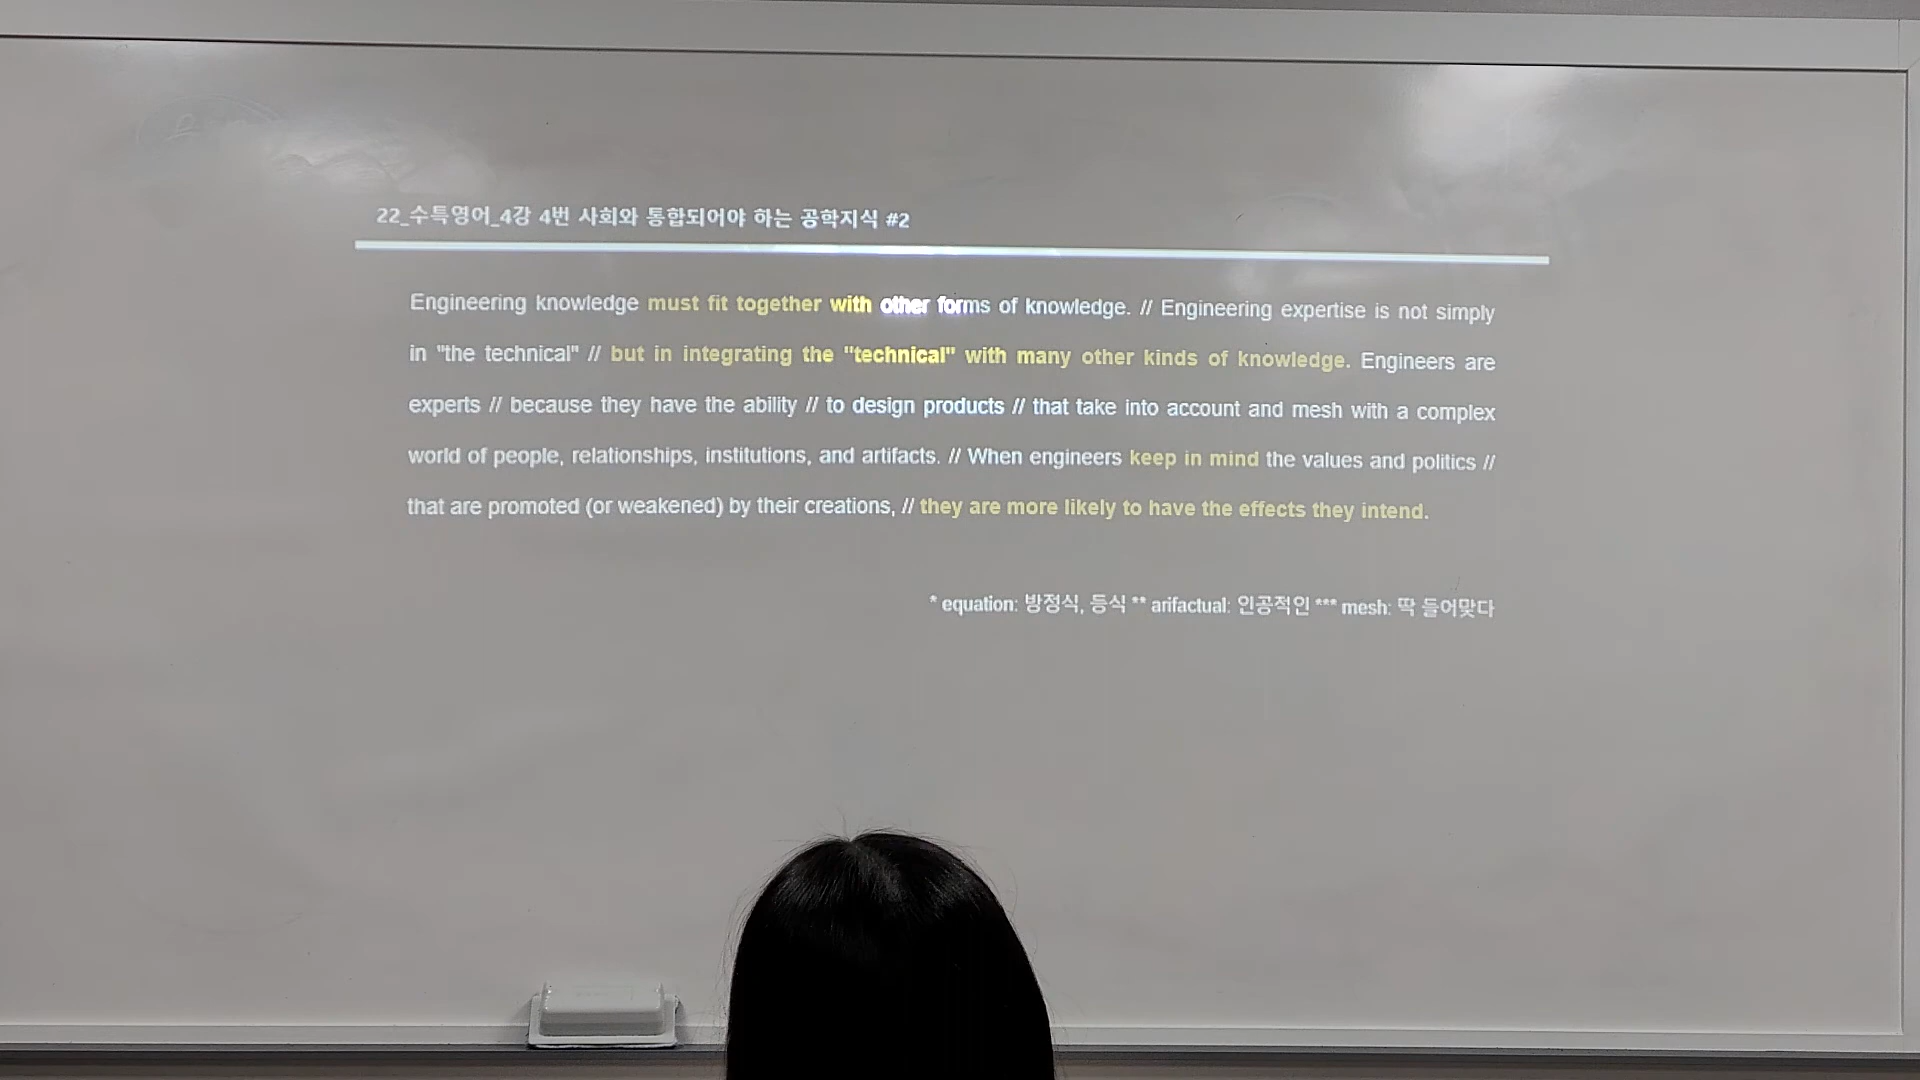 22_수특영어_4강 4번 사회와 통합되어야 하는 공학지식 #2
Engineering knowledge must fit together with other forms of knowledge. // Engineering expertise is not simply
in "the technical" // but in integrating the "technical" with many other kinds of knowledge. Engineers are
experts // because they have the ability // to design products // that take into account and mesh with a complex
world of people, relationships, institutions, and artifacts. // When engineers keep in mind the values and politics //
that are promoted (or weakened) by their creations, // they are more likely to have the effects they intend.
* equation: 방정식, 등식 ** arifactual: 인공적인 *** mesh: 딱 들어맞다